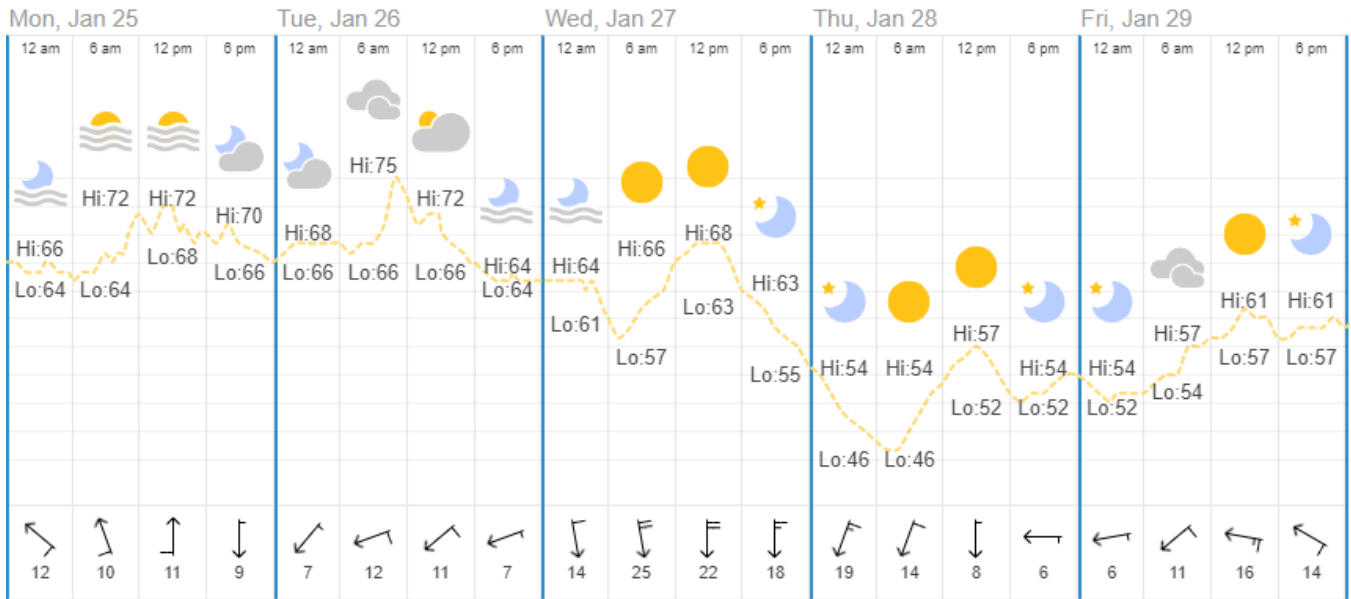 Mon, Jan 25 Tue, Jan 26 Wed, Jan 27 Thu, Jan 28 Fri, Jan 29
12 am 6 am 12 pm 6 pm 12 am 6 am 12 pm 6 pm 12 am 6 am 12 pm 6 pm 12 am 6 am 12 pm 6 pm 12 am 6 am 12 pm 6 pm
Hi:66 Hi:72 Hi:72 Hi:70 Hi:68 Hi:75 Hi:72 Hi:64 Hi:64 Hi:66 Hi:68 Hi:63 Hi:54 Hi:54 Hi:57 Hi:54 Hi:54 Hi:57 Hi:61 Hi:61
Lo:64 Lo:64 Lo:68 Lo:66 Lo:66 Lo:66 Lo:66 Lo:64 Lo:61 Lo:57 Lo:63 Lo:55 Lo:46 Lo:46 Lo:52 Lo:52 Lo:52 Lo:54 Lo:57 Lo:57
12 10 11 9 7 12 11 7 14 25 22 18 19 14 8 6 6 11 16 14